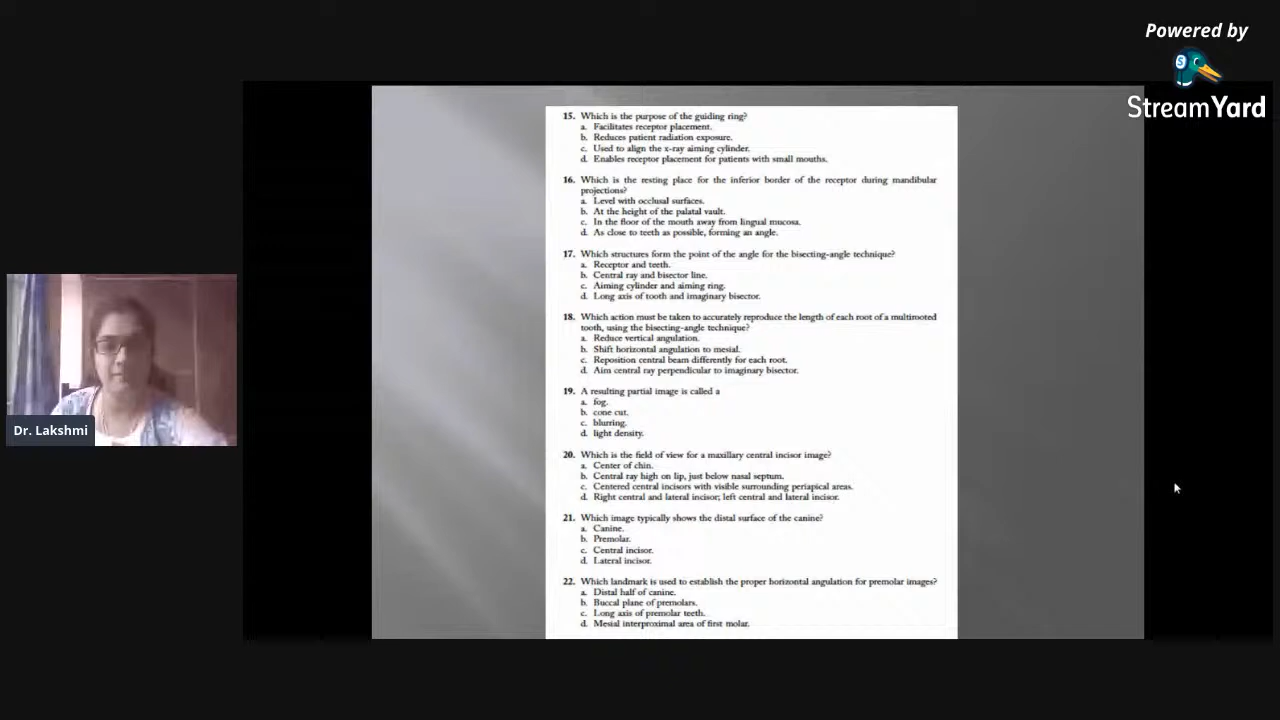 Powered by
StreamYard
15. Which is the purpose of the guiding ring?
a. Facilitates receptor placement.
b. Reduces patient radiation exposure.
c. Used to align the x-ray aiming cylinder.
d. Enables receptor placement for patients with small mouths.
16. Which is the resting place for the inferior border of the receptor during mandibular
projections?
a. Level with occlusal surfaces.
b. At the height of the palatal vault.
c. In the floor of the mouth away from lingual mucosa.
d. As close to teeth as possible, forming an angle.
17. Which structures form the point of the angle for the bisecting-angle technique?
a. Receptor and teeth.
b. Central ray and bisector line.
c. Aiming cylinder and aiming ring.
d. Long axis of tooth and imaginary bisector.
18. Which action must be taken to accurately reproduce the length of each root of a multirooted
tooth, using the bisecting-angle technique?
a. Reduce vertical angulation.
b. Shift horizontal angulation to mesial.
c. Reposition central beam differently for each root.
d. Aim central ray perpendicular to imaginary bisector.
19. A resulting partial image is called a
a. fog.
b. cone cut.
c. blurring.
d. light density.
20. Which is the field of view for a maxillary central incisor image?
a. Center of chin.
b. Central ray high on lip, just below nasal septum.
c. Centered central incisors with visible surrounding periapical areas.
d. Right central and lateral incisor; left central and lateral incisor.
21. Which image typically shows the distal surface of the canine?
a. Canine.
b. Premolar.
c. Central incisor.
d. Lateral incisor.
22. Which landmark is used to establish the proper horizontal angulation for premolar images?
a. Distal half of canine.
b. Buccal plane of premolars.
c. Long axis of premolar teeth.
d. Mesial interproximal area of first molar.
Dr. Lakshmi